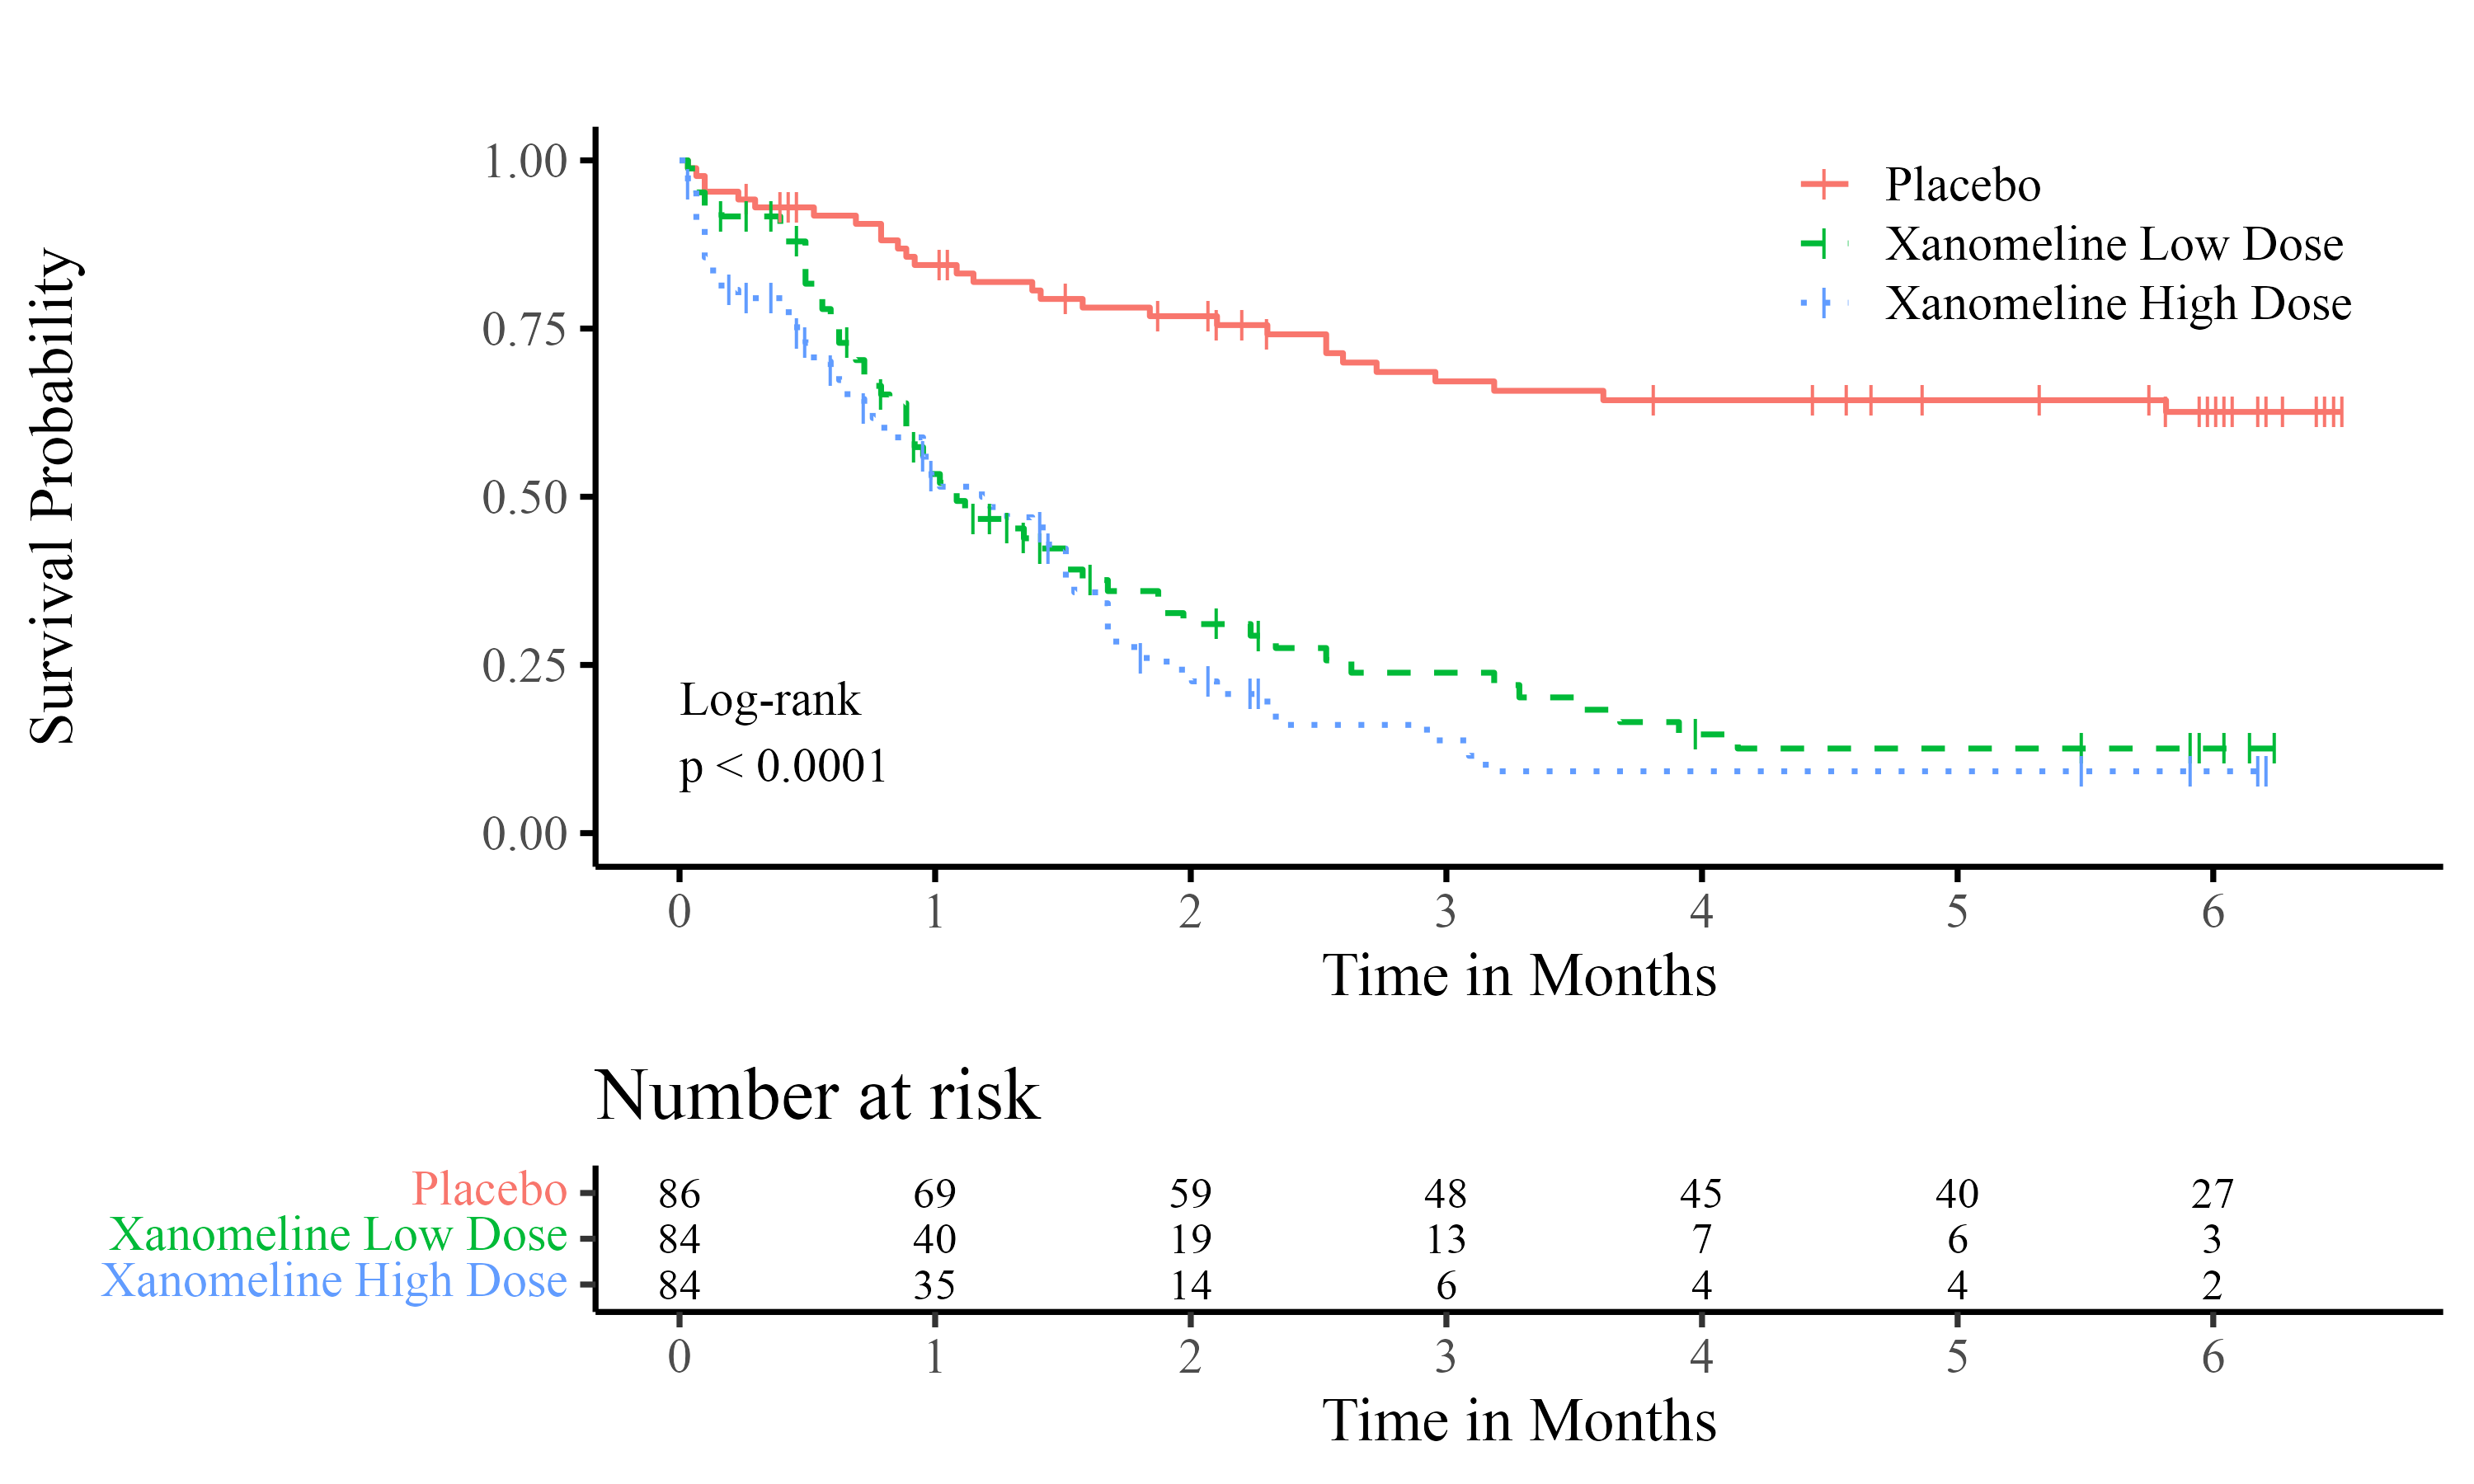 Survival Probability
1.00
0.75
0.50
0.25
0.00
Placebo
Xanomeline Low Dose
Xanomeline High Dose
Log-rank
p < 0.0001
0 1 2 3 4 5 6
Time in Months
Number at risk
Placebo 86 69 59 48 45 40 27
Xanomeline Low Dose 84 40 19 13 7 6 3
Xanomeline High Dose 84 35 14 6 4 4 2
0 1 2 3 4 5 6
Time in Months